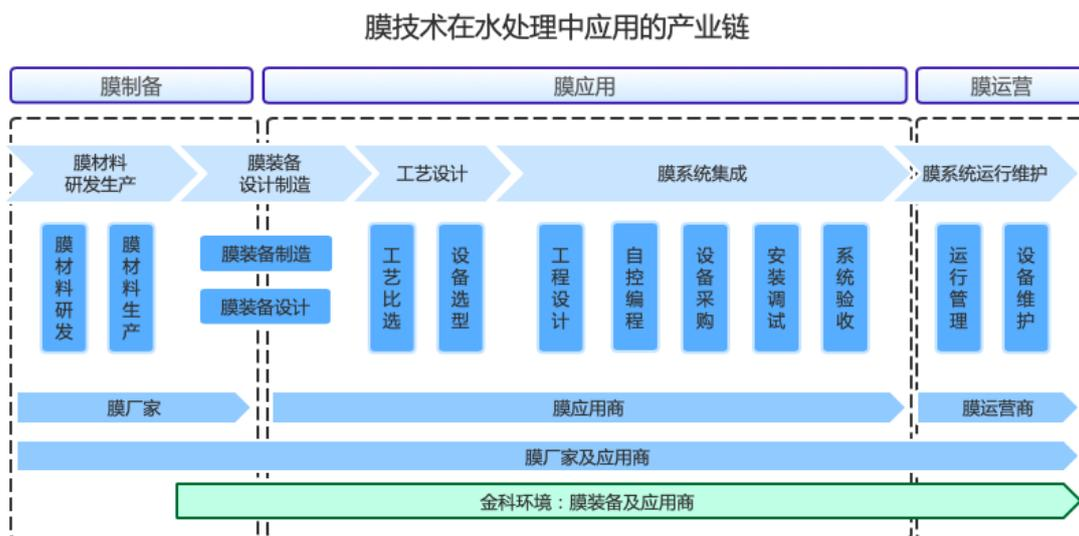 膜技术在水处理中应用的产业链
膜制备
膜应用
膜运营
膜材料
研发生产
膜装备
设计制造
工艺设计
膜系统集成
膜系统运行维护
膜材料研发
膜材料生产
膜装备制造
膜装备设计
工艺比选
设备选型
工程设计
自控编程
设备采购
安装调试
系统验收
运行管理
设备维护
膜厂家
膜应用商
膜运营商
膜厂家及应用商
金科环境：膜装备及应用商